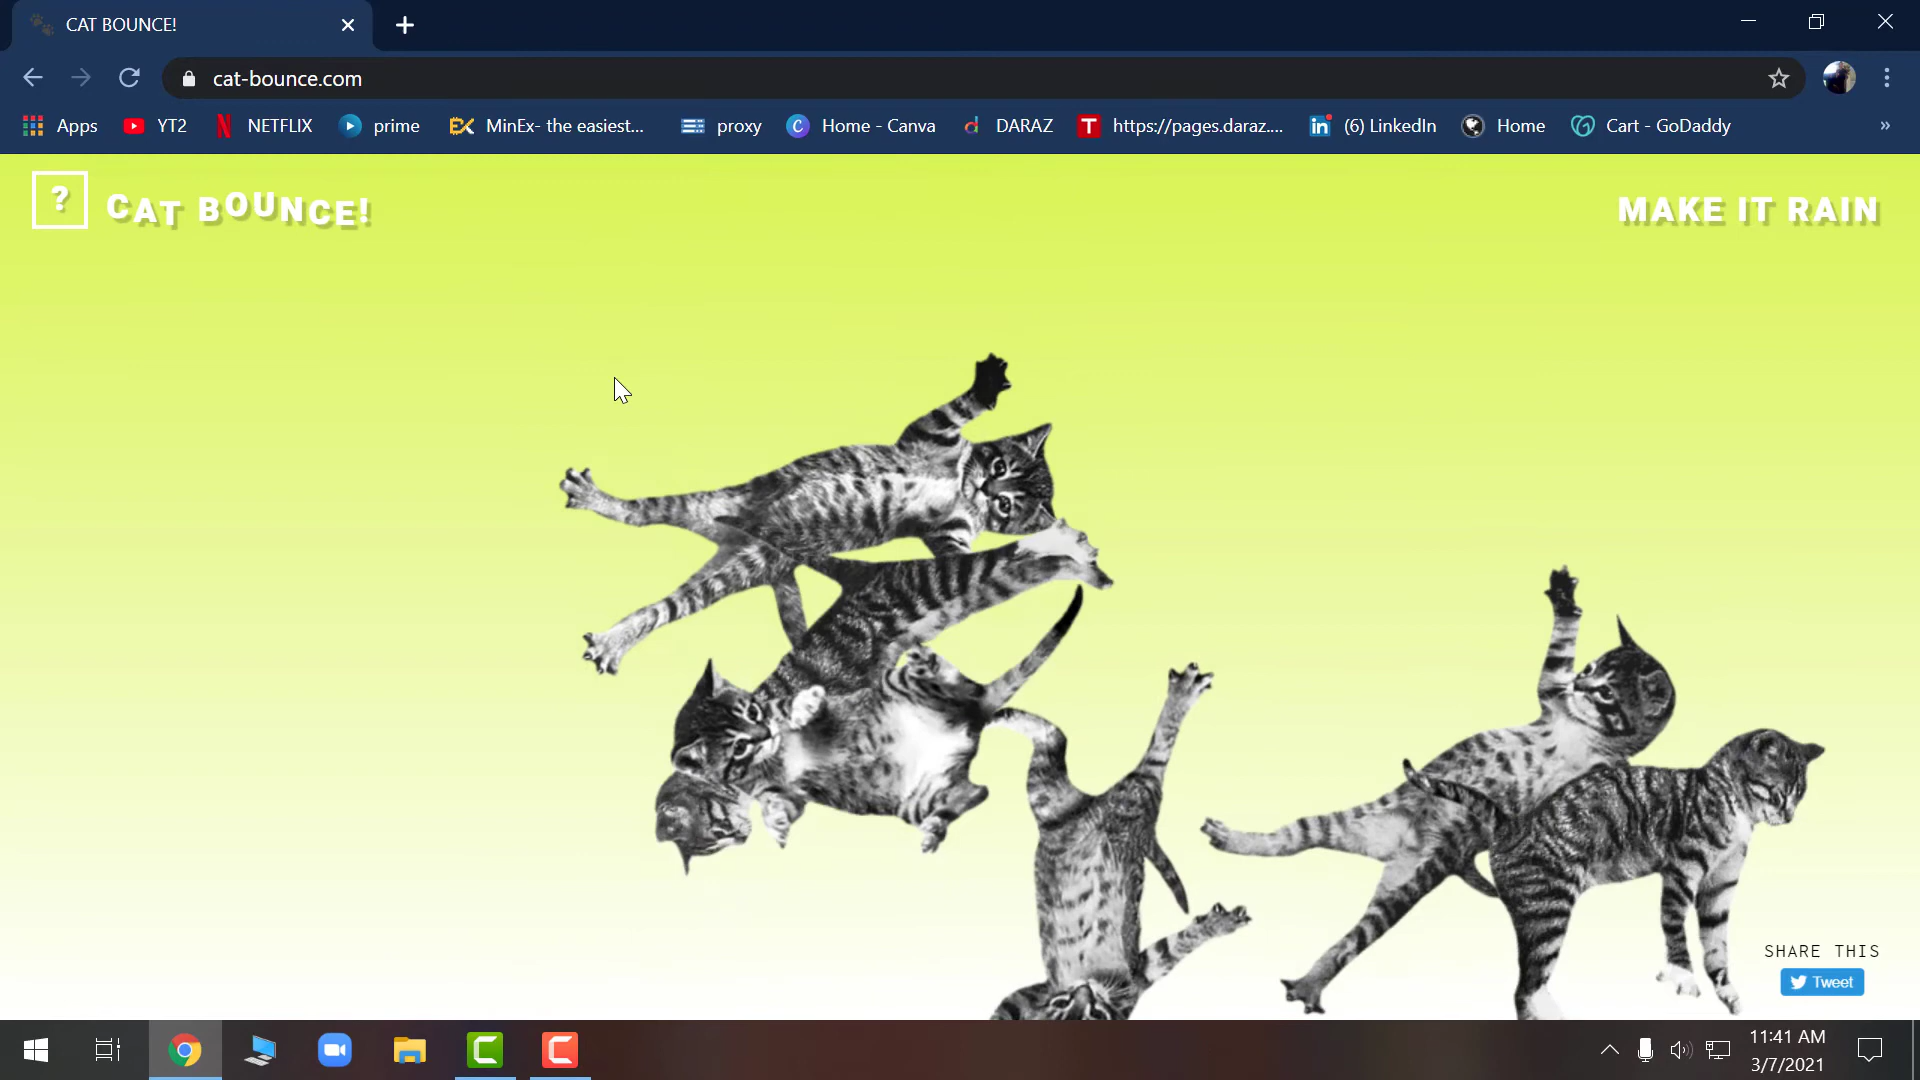 CAT BOUNCE!
cat-bounce.com
Apps YT2 NETFLIX prime MinEx- the easiest... proxy Home - Canva DARAZ https://pages.daraz.... (6) LinkedIn Home Cart - GoDaddy »
? CAT BOUNCE! MAKE IT RAIN
SHARE THIS
Tweet
11:41 AM
3/7/2021